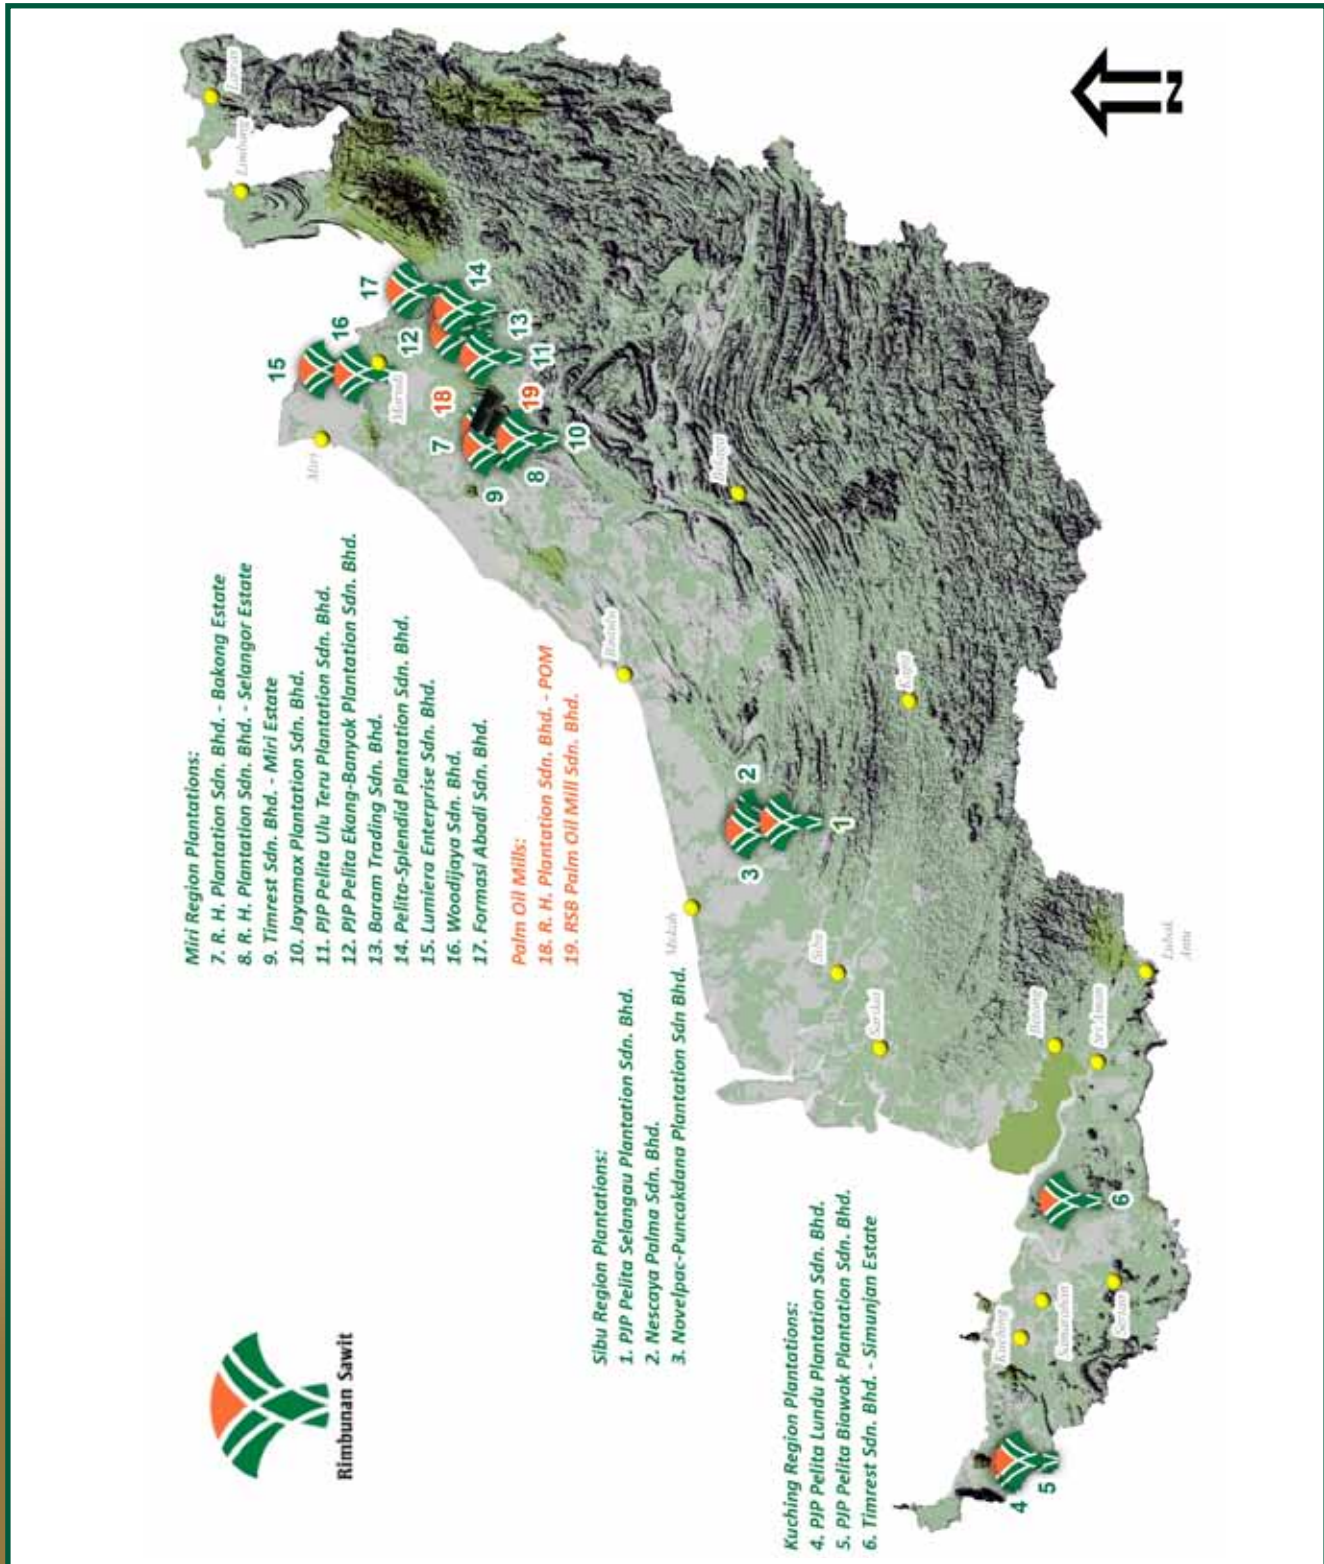 Rimbunan Sawit
Miri Region Plantations:
7. R. H. Plantation Sdn. Bhd. - Bakong Estate
8. R. H. Plantation Sdn. Bhd. - Selangor Estate
9. Timrest Sdn. Bhd. - Miri Estate
10. Jayamax Plantation Sdn. Bhd.
11. PJP Pelita Ulu Teru Plantation Sdn. Bhd.
12. PJP Pelita Ekang-Banyok Plantation Sdn. Bhd.
13. Baram Trading Sdn. Bhd.
14. Pelita-Splendid Plantation Sdn. Bhd.
15. Lumiera Enterprise Sdn. Bhd.
16. Woodijaya Sdn. Bhd.
17. Formasi Abadi Sdn. Bhd.
Palm Oil Mills:
18. R. H. Plantation Sdn. Bhd. - POM
19. RSB Palm Oil Mill Sdn. Bhd.
Sibu Region Plantations:
1. PJP Pelita Selangau Plantation Sdn. Bhd.
2. Nescaya Palma Sdn. Bhd.
3. Novelpac-Puncakdana Plantation Sdn Bhd.
Kuching Region Plantations:
4. PJP Pelita Lundu Plantation Sdn. Bhd.
5. PJP Pelita Biawak Plantation Sdn. Bhd.
6. Timrest Sdn. Bhd. - Simunjan Estate
N
Lawas
Limbang
Miri
Marudi
15
16
17
12
14
13
11
18
19
7
9
8
10
Bintulu
Belaga
Kapit
Mukah
2
3
1
Sibu
Sarikei
Betong
Sri Aman
Lubok
Antu
6
Kuching
Samarahan
Serian
4
5